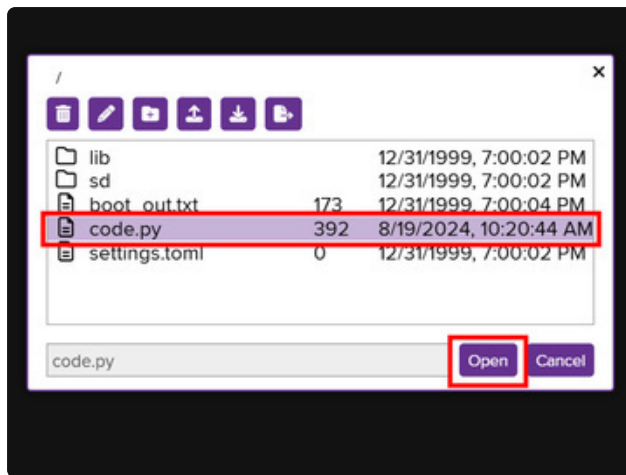 /
×
lib 12/31/1999, 7:00:02 PM
sd 12/31/1999, 7:00:02 PM
boot_out.txt 173 12/31/1999, 7:00:04 PM
code.py 392 8/19/2024, 10:20:44 AM
settings.toml 0 12/31/1999, 7:00:02 PM
code.py Open Cancel